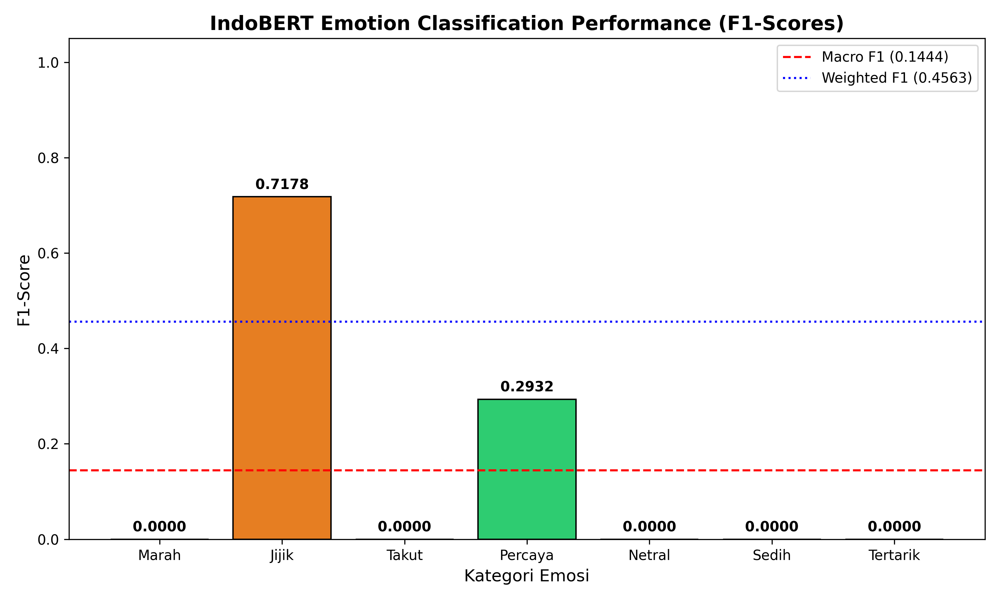 IndoBERT Emotion Classification Performance (F1-Scores)
Macro F1 (0.1444)
Weighted F1 (0.4563)
F1-Score
1.0
0.8
0.6
0.4
0.2
0.0
0.0000
0.7178
0.0000
0.2932
0.0000
0.0000
0.0000
Marah Jijik Takut Percaya Netral Sedih Tertarik
Kategori Emosi